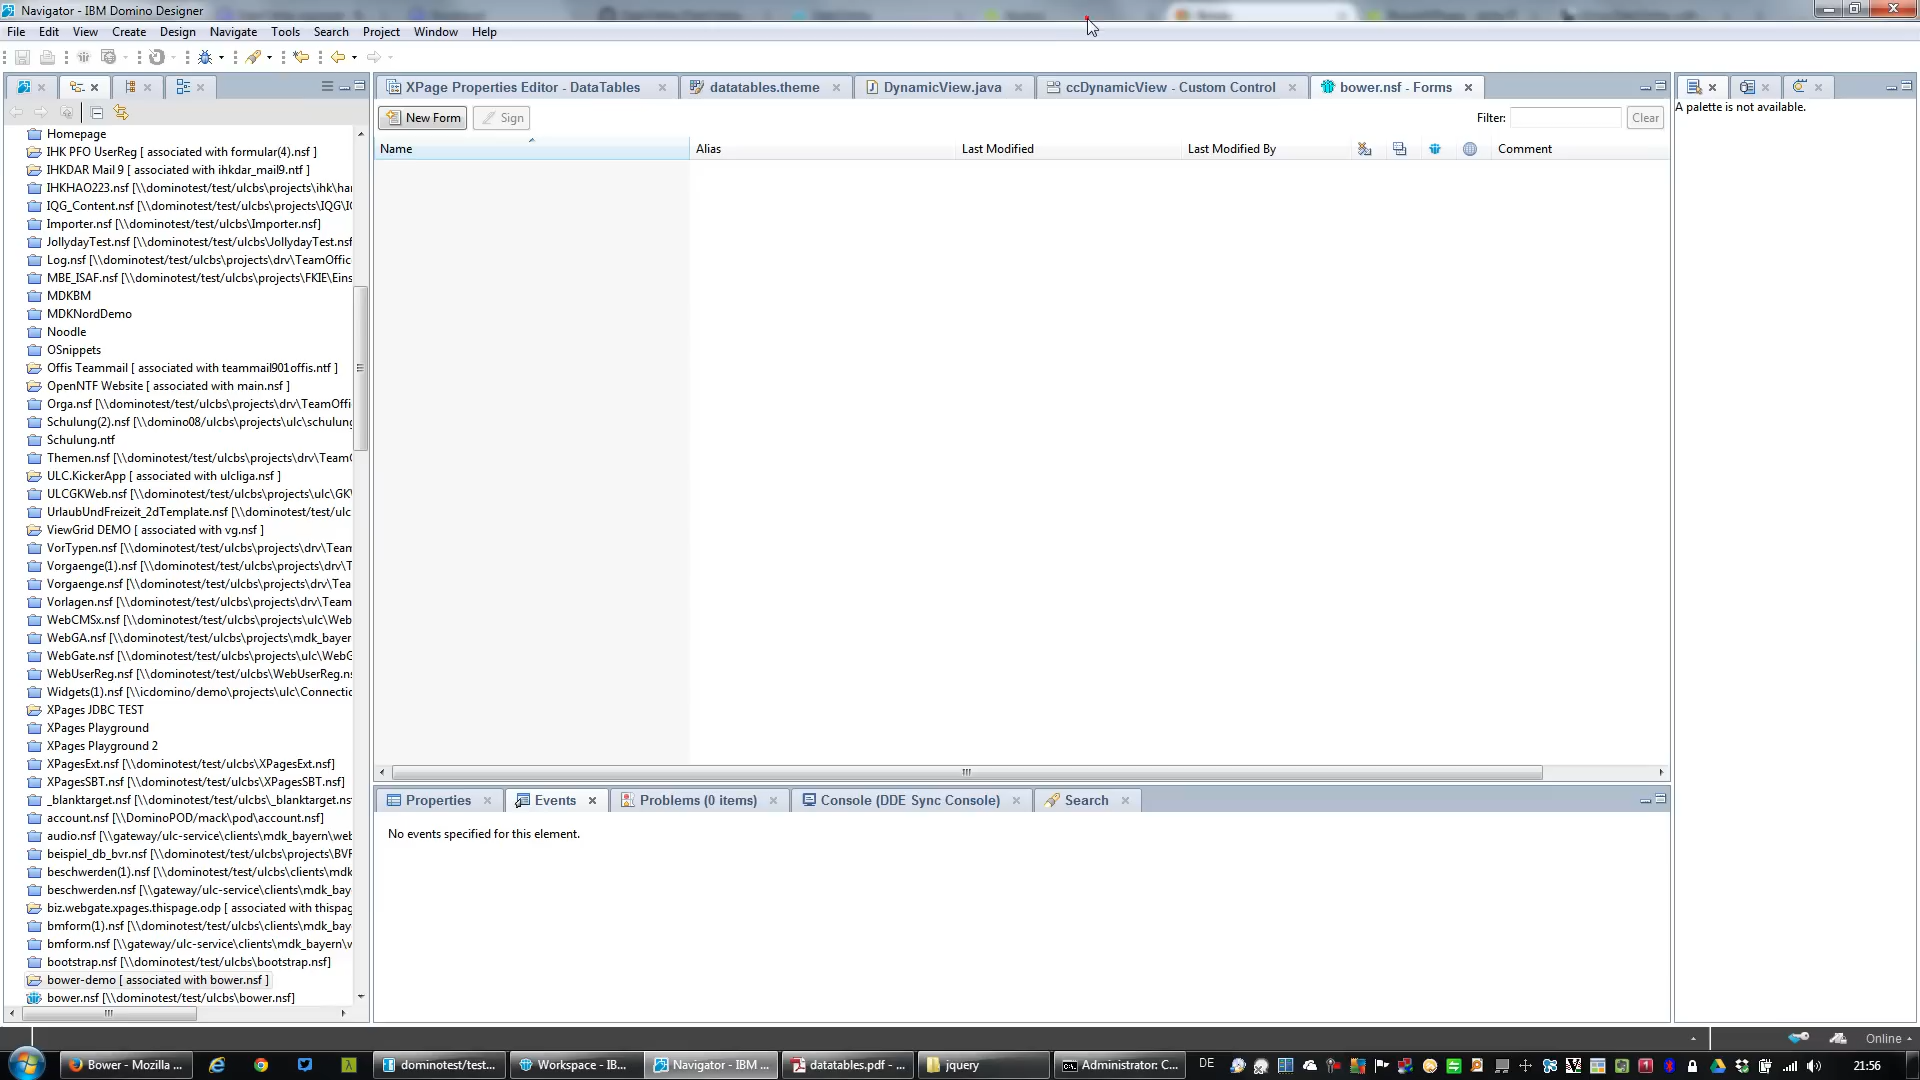 Navigator - IBM Domino Designer
File Edit View Create Design Navigate Tools Search Project Window Help
XPage Properties Editor - DataTables
datatables.theme
DynamicView.java
ccDynamicView - Custom Control
bower.nsf - Forms
New Form
Sign
Filter:
Clear
A palette is not available.
Name
Alias
Last Modified
Last Modified By
Comment
Homepage
IHK PFO UserReg [ associated with formular(4).nsf ]
IHKDAR Mail 9 [ associated with ihkdar_mail9.ntf ]
IHKHAO223.nsf [\\dominotest/test/ulcbs\projects\ihk\ha
IQG_Content.nsf [\\dominotest/test/ulcbs\projects\IQG\I
Importer.nsf [\\dominotest/test/ulcbs\Importer.nsf]
JollydayTest.nsf [\\dominotest/test/ulcbs\JollydayTest.nsf
Log.nsf [\\dominotest/test/ulcbs\projects\drv\TeamOffic
MBE_ISAF.nsf [\\dominotest/test/ulcbs\projects\FKIE\Eins
MDKBM
MDKNordDemo
Noodle
OSnippets
Offis Teammail [ associated with teammail901offis.ntf ]
OpenNTF Website [ associated with main.nsf ]
Orga.nsf [\\dominotest/test/ulcbs\projects\drv\TeamOffi
Schulung(2).nsf [\\domino08/ulcbs\projects\ulc\schulung
Schulung.ntf
Themen.nsf [\\dominotest/test/ulcbs\projects\drv\Team
ULC.KickerApp [ associated with ulcliga.nsf ]
ULCGKWeb.nsf [\\dominotest/test/ulcbs\projects\ulc\GK
UrlaubUndFreizeit_2dTemplate.nsf [\\dominotest/test/ulc
ViewGrid DEMO [ associated with vg.nsf ]
VorTypen.nsf [\\dominotest/test/ulcbs\projects\drv\Team
Vorgaenge(1).nsf [\\dominotest/test/ulcbs\projects\drv\T
Vorgaenge.nsf [\\dominotest/test/ulcbs\projects\drv\Tea
Vorlagen.nsf [\\dominotest/test/ulcbs\projects\drv\Team
WebCMSx.nsf [\\dominotest/test/ulcbs\projects\ulc\Web
WebGA.nsf [\\dominotest/test/ulcbs\projects\mdk_bayer
WebGate.nsf [\\dominotest/test/ulcbs\projects\ulc\WebG
WebUserReg.nsf [\\dominotest/test/ulcbs\WebUserReg.ns
Widgets(1).nsf [\\icdomino/demo\projects\ulc\Connectic
XPages JDBC TEST
XPages Playground
XPages Playground 2
XPagesExt.nsf [\\dominotest/test/ulcbs\XPagesExt.nsf]
XPagesSBT.nsf [\\dominotest/test/ulcbs\XPagesSBT.nsf]
_blanktarget.nsf [\\dominotest/test/ulcbs\_blanktarget.nsf
account.nsf [\\DominoPOD/mack\pod\account.nsf]
audio.nsf [\\gateway/ulc-service\clients\mdk_bayern\web
beispiel_db_bvr.nsf [\\dominotest/test/ulcbs\projects\BVF
beschwerden(1).nsf [\\dominotest/test/ulcbs\clients\mdk
beschwerden.nsf [\\gateway/ulc-service\clients\mdk_bay
biz.webgate.xpages.thispage.odp [ associated with thispag
bmform(1).nsf [\\dominotest/test/ulcbs\clients\mdk_bay
bmform.nsf [\\gateway/ulc-service\clients\mdk_bayern\v
bootstrap.nsf [\\dominotest/test/ulcbs\bootstrap.nsf]
bower-demo [ associated with bower.nsf ]
bower.nsf [\\dominotest/test/ulcbs\bower.nsf]
Properties
Events
Problems (0 items)
Console (DDE Sync Console)
Search
No events specified for this element.
Online
Bower - Mozilla ...
dominotest/test...
Workspace - IB...
Navigator - IBM ...
datatables.pdf - ...
jquery
Administrator: C...
DE
21:56